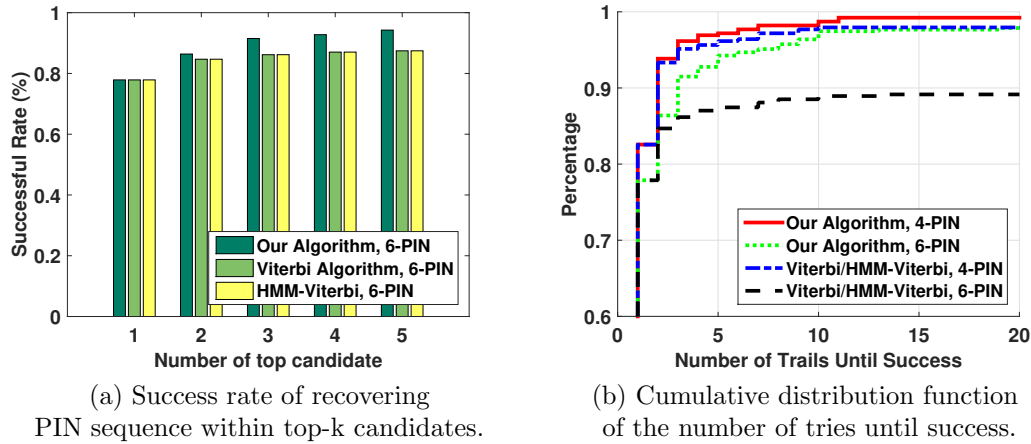 1
0.8
0.6
0.4
0.2
0
Successful Rate (%)
1 2 3 4 5
Number of top candidate
Our Algorithm, 6-PIN
Viterbi Algorithm, 6-PIN
HMM-Viterbi, 6-PIN
(a) Success rate of recovering
PIN sequence within top-k candidates.
1
0.9
0.8
0.7
0.6
Percentage
0 5 10 15 20
Number of Trails Until Success
Our Algorithm, 4-PIN
Our Algorithm, 6-PIN
Viterbi/HMM-Viterbi, 4-PIN
Viterbi/HMM-Viterbi, 6-PIN
(b) Cumulative distribution function
of the number of tries until success.